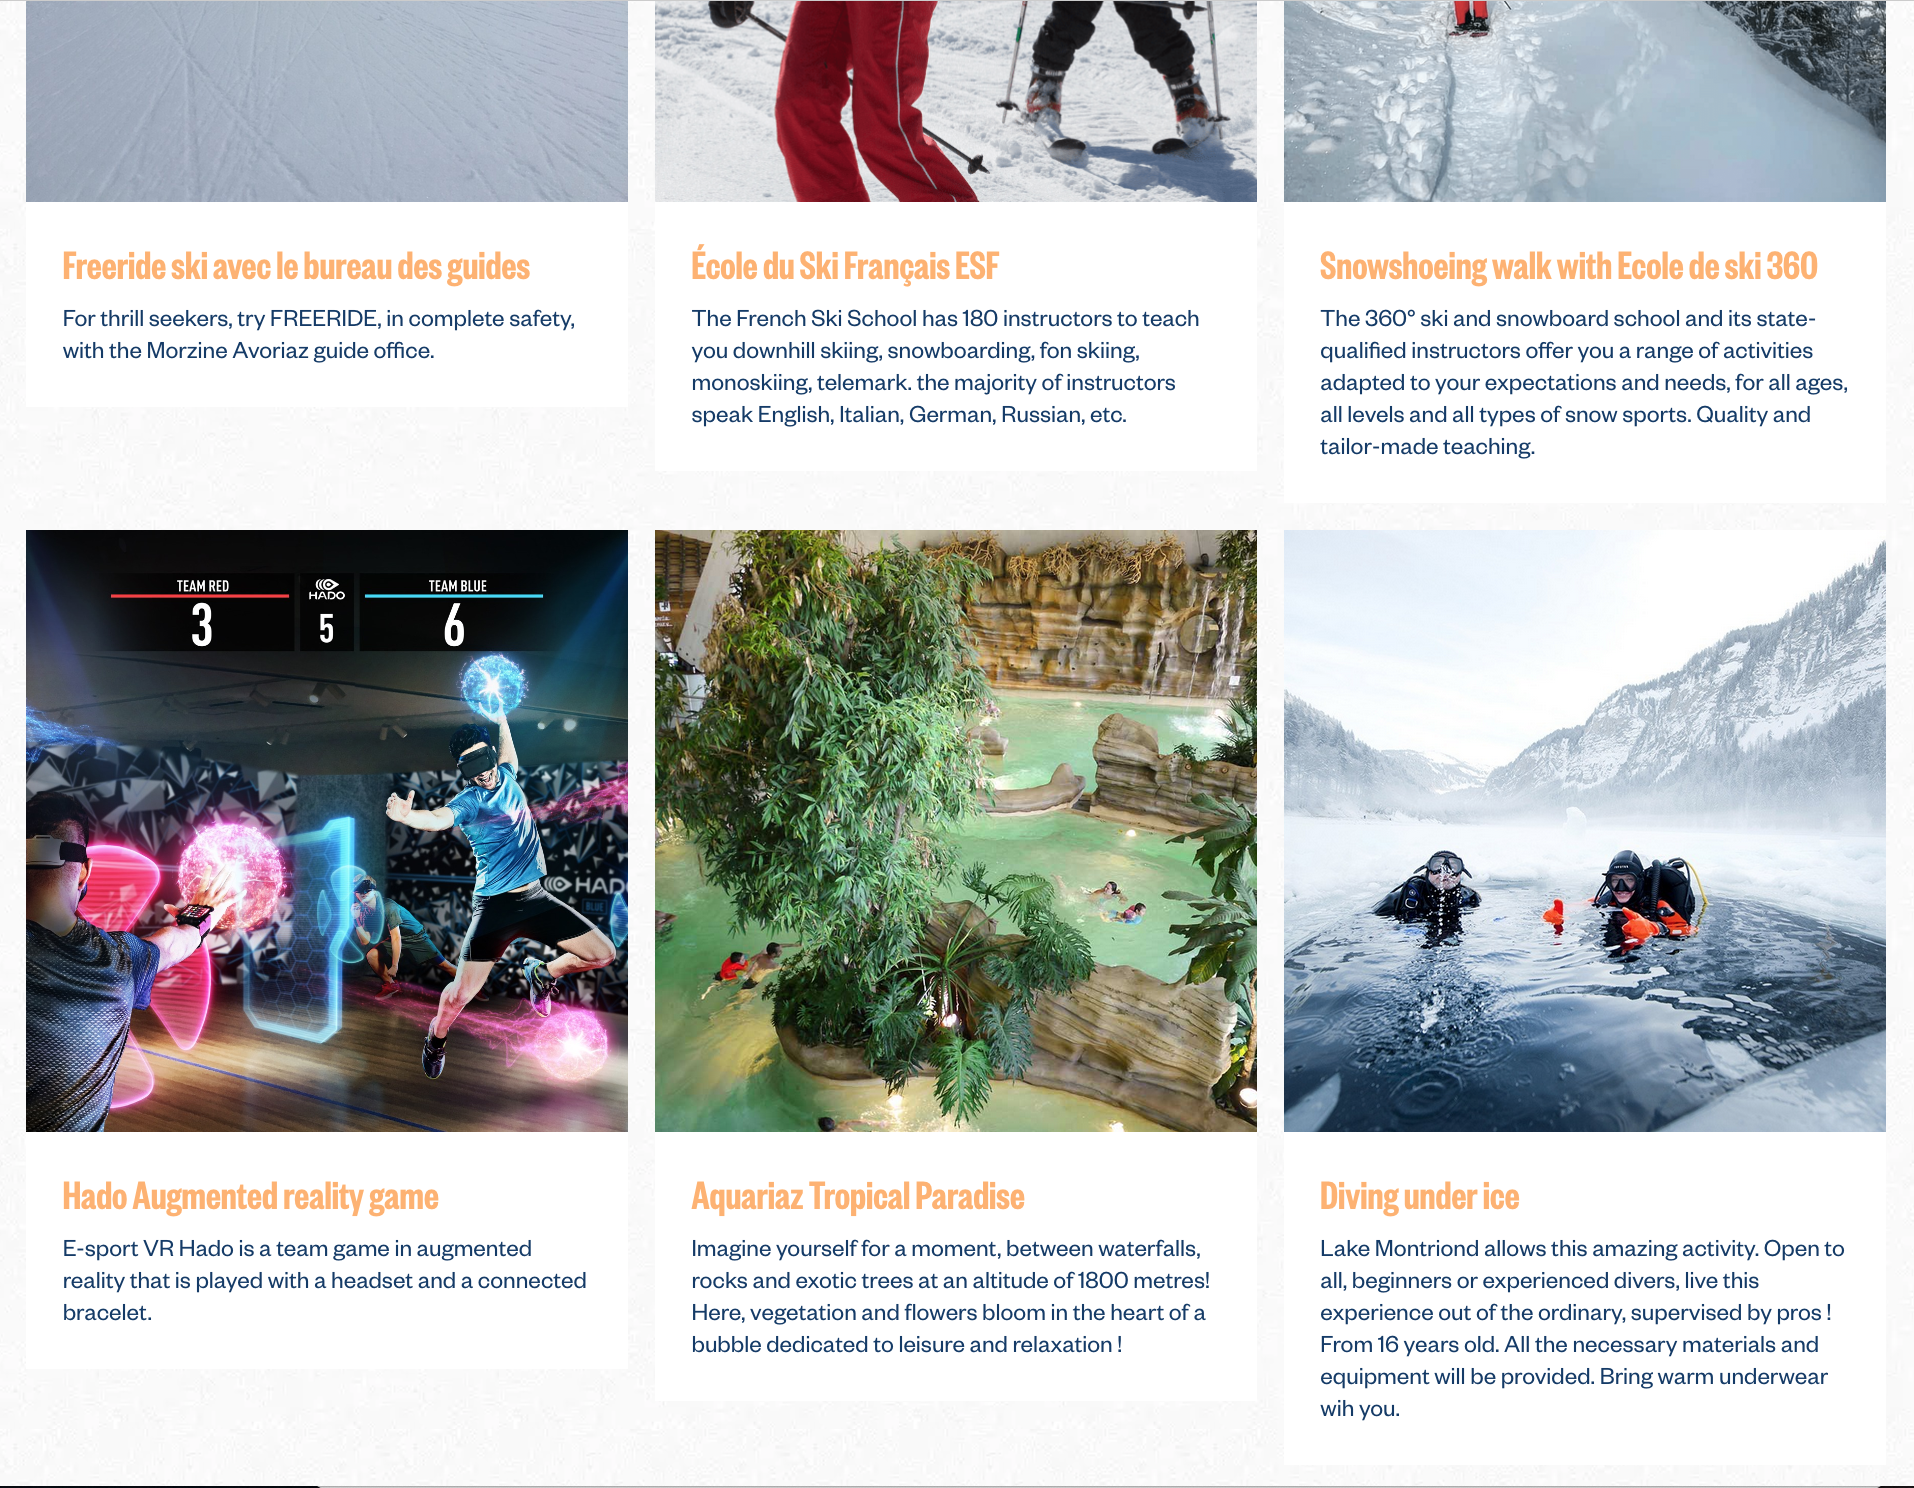 Freeride ski avec le bureau des guides
For thrill seekers, try FREERIDE, in complete safety,
with the Morzine Avoriaz guide office.
École du Ski Français ESF
The French Ski School has 180 instructors to teach
you downhill skiing, snowboarding, fon skiing,
monoskiing, telemark. the majority of instructors
speak English, Italian, German, Russian, etc.
Snowshoeing walk with Ecole de ski 360
The 360° ski and snowboard school and its state-
qualified instructors offer you a range of activities
adapted to your expectations and needs, for all ages,
all levels and all types of snow sports. Quality and
tailor-made teaching.
TEAM RED
3
HADO
5
TEAM BLUE
6
HADO
BLUE
Hado Augmented reality game
E-sport VR Hado is a team game in augmented
reality that is played with a headset and a connected
bracelet.
Aquariaz Tropical Paradise
Imagine yourself for a moment, between waterfalls,
rocks and exotic trees at an altitude of 1800 metres!
Here, vegetation and flowers bloom in the heart of a
bubble dedicated to leisure and relaxation !
Diving under ice
Lake Montriond allows this amazing activity. Open to
all, beginners or experienced divers, live this
experience out of the ordinary, supervised by pros !
From 16 years old. All the necessary materials and
equipment will be provided. Bring warm underwear
wih you.